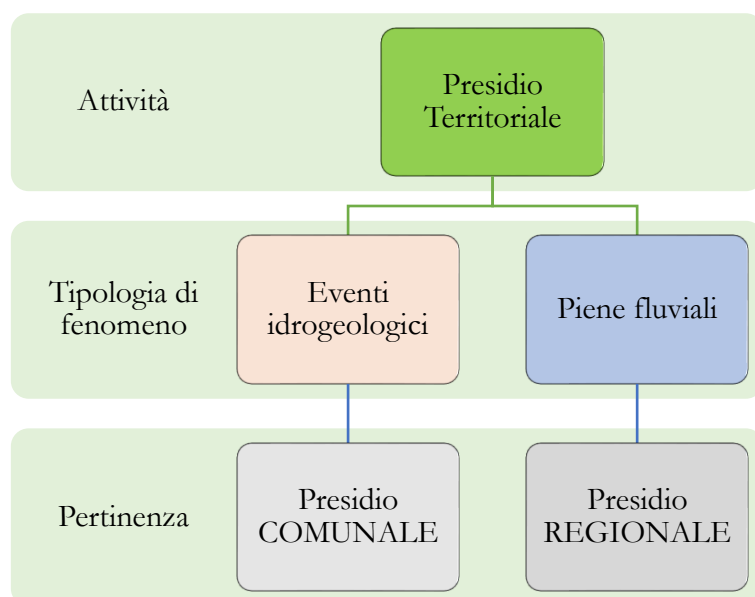 Attività
Presidio
Territoriale
Tipologia di
fenomeno
Eventi
idrogeologici
Piene fluviali
Pertinenza
Presidio
COMUNALE
Presidio
REGIONALE